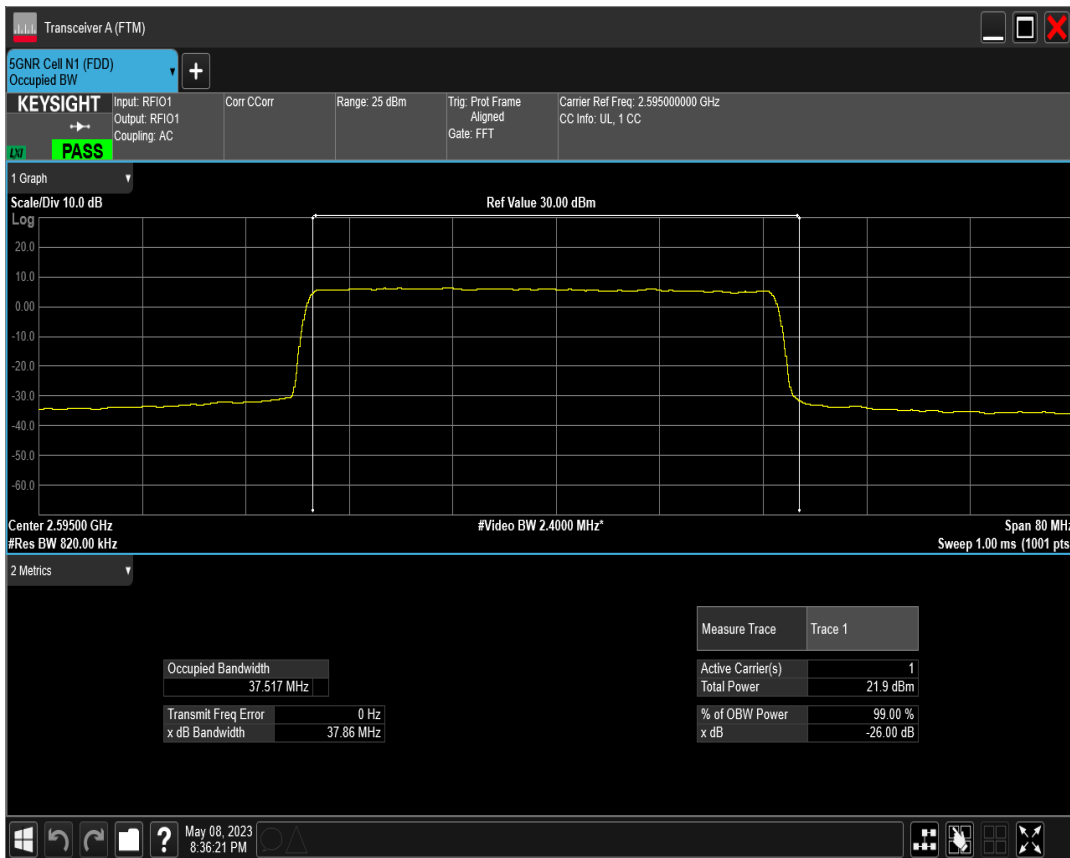 Transceiver A (FTM)
5GNR Cell N1 (FDD)
Occupied BW
KEYSIGHT
LXI
PASS
Input: RFIO1
Output: RFIO1
Coupling: AC
Corr CCorr
Range: 25 dBm
Trig: Prot Frame
Aligned
Gate: FFT
Carrier Ref Freq: 2.595000000 GHz
CC Info: UL, 1 CC
1 Graph
Scale/Div 10.0 dB
Ref Value 30.00 dBm
Log
20.0
10.0
0.00
-10.0
-20.0
-30.0
-40.0
-50.0
-60.0
Center 2.59500 GHz
#Video BW 2.4000 MHz*
Span 80 MHz
#Res BW 820.00 kHz
Sweep 1.00 ms (1001 pts
2 Metrics
Measure Trace Trace 1
Occupied Bandwidth
37.517 MHz
Active Carrier(s) 1
Total Power 21.9 dBm
Transmit Freq Error 0 Hz
x dB Bandwidth 37.86 MHz
% of OBW Power 99.00 %
x dB -26.00 dB
?
May 08, 2023
8:36:21 PM